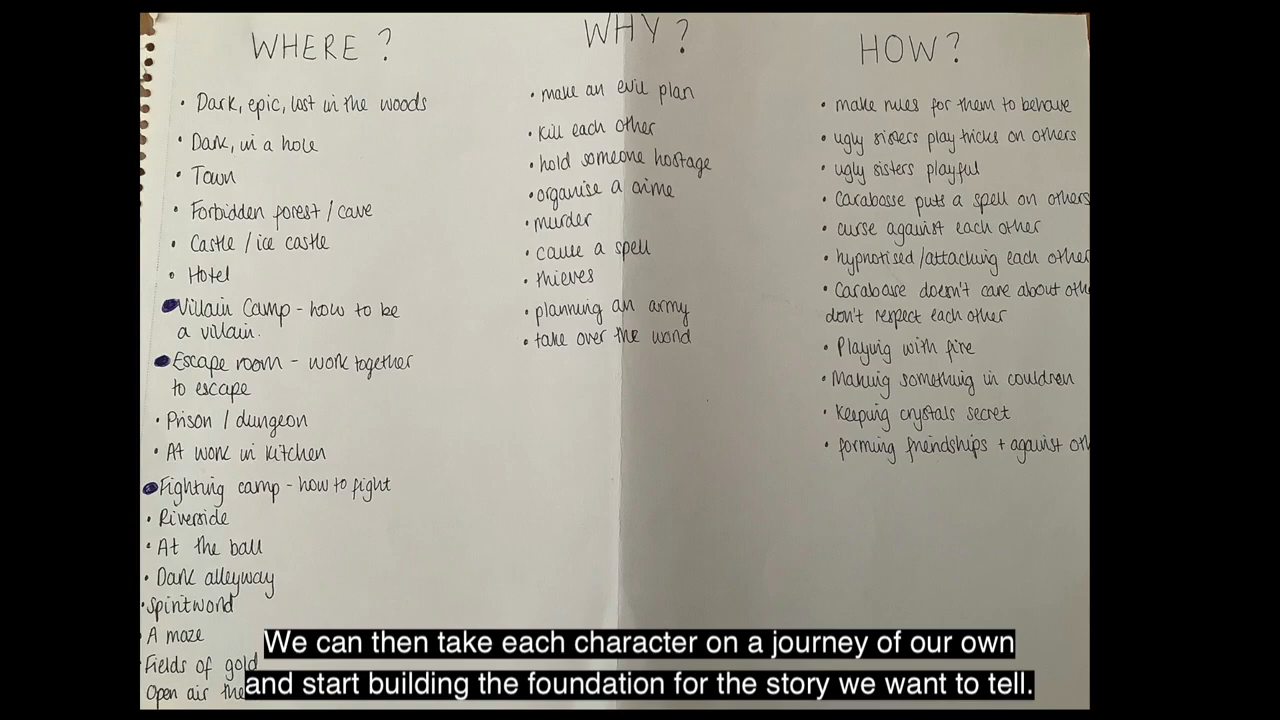 WHERE ?
• Dark, epic, lost in the woods
• Dark, in a hole
• Town
• Forbidden forest / cave
• Castle / ice castle
• Hotel
• Villain Camp - how to be
a villain.
• Escape room - work together
to escape
• Prison / dungeon
• At work in kitchen
• Fighting camp - how to fight
• Riverside
• At the ball
• Dark alleyway
• Spiritworld
• A maze
Fields of gold
Open air the
WHY ?
• make an evil plan
• kill each other
• hold someone hostage
• organise a crime
• murder
• cause a spell
• thieves
• planning an army
• take over the world
HOW ?
• make rules for them to behave
• ugly sisters play tricks on others
• ugly sisters playful
• Carabosse puts a spell on others
• curse against each other
• hypnotised / attacking each other
• Carabosse doesn't care about oth
don't respect each other
• Playing with fire
• Making something in couldren
• Keeping crystals secret
• forming friendships + against oth
We can then take each character on a journey of our own
and start building the foundation for the story we want to tell.